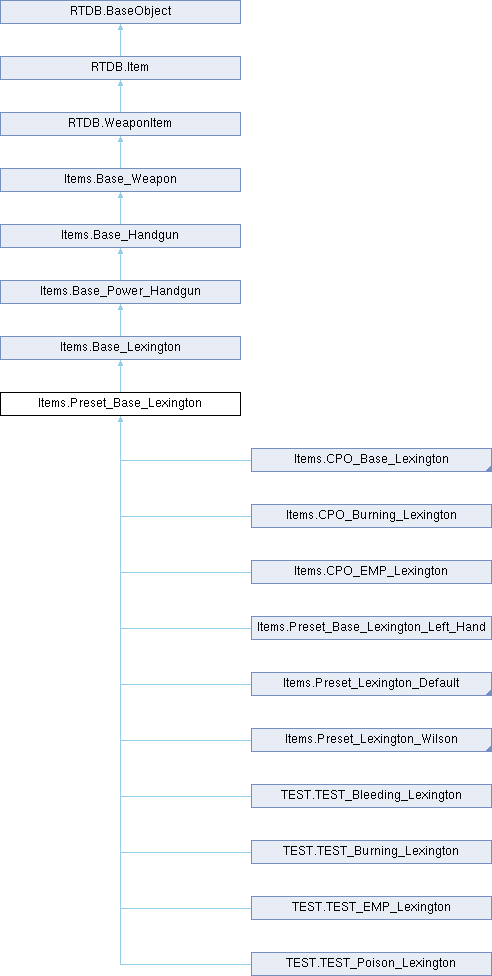 RTDB.BaseObject
RTDB.Item
RTDB.WeaponItem
Items.Base_Weapon
Items.Base_Handgun
Items.Base_Power_Handgun
Items.Base_Lexington
Items.Preset_Base_Lexington
Items.CPO_Base_Lexington
Items.CPO_Burning_Lexington
Items.CPO_EMP_Lexington
Items.Preset_Base_Lexington_Left_Hand
Items.Preset_Lexington_Default
Items.Preset_Lexington_Wilson
TEST.TEST_Bleeding_Lexington
TEST.TEST_Burning_Lexington
TEST.TEST_EMP_Lexington
TEST.TEST_Poison_Lexington